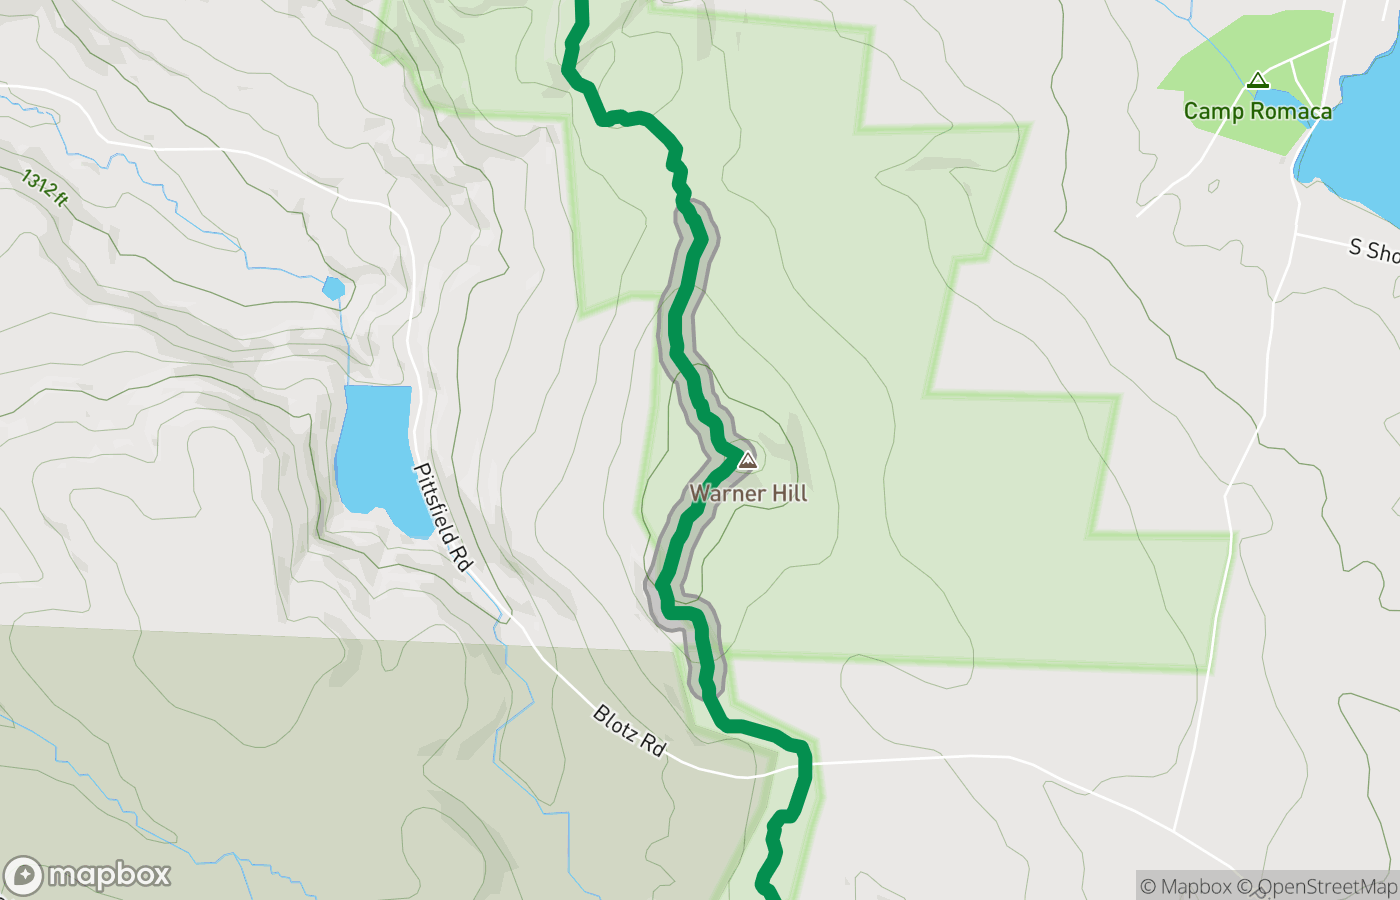 Camp Romaca
1312 ft
S Sho
Pittsfield Rd
Warner Hill
Blotz Rd
mapbox
© Mapbox © OpenStreetMap